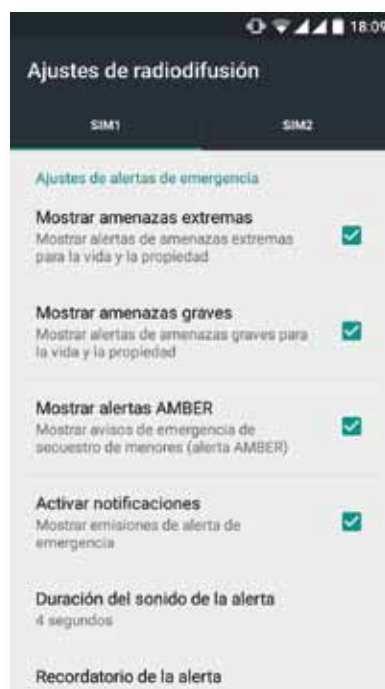 18:09
Ajustes de radiodifusión
SIM1 SIM2
Ajustes de alertas de emergencia
Mostrar amenazas extremas
Mostrar alertas de amenazas extremas
para la vida y la propiedad
Mostrar amenazas graves
Mostrar alertas de amenazas graves para
la vida y la propiedad
Mostrar alertas AMBER
Mostrar avisos de emergencia de
secuestro de menores (alerta AMBER)
Activar notificaciones
Mostrar emisiones de alerta de
emergencia
Duración del sonido de la alerta
4 segundos
Recordatorio de la alerta